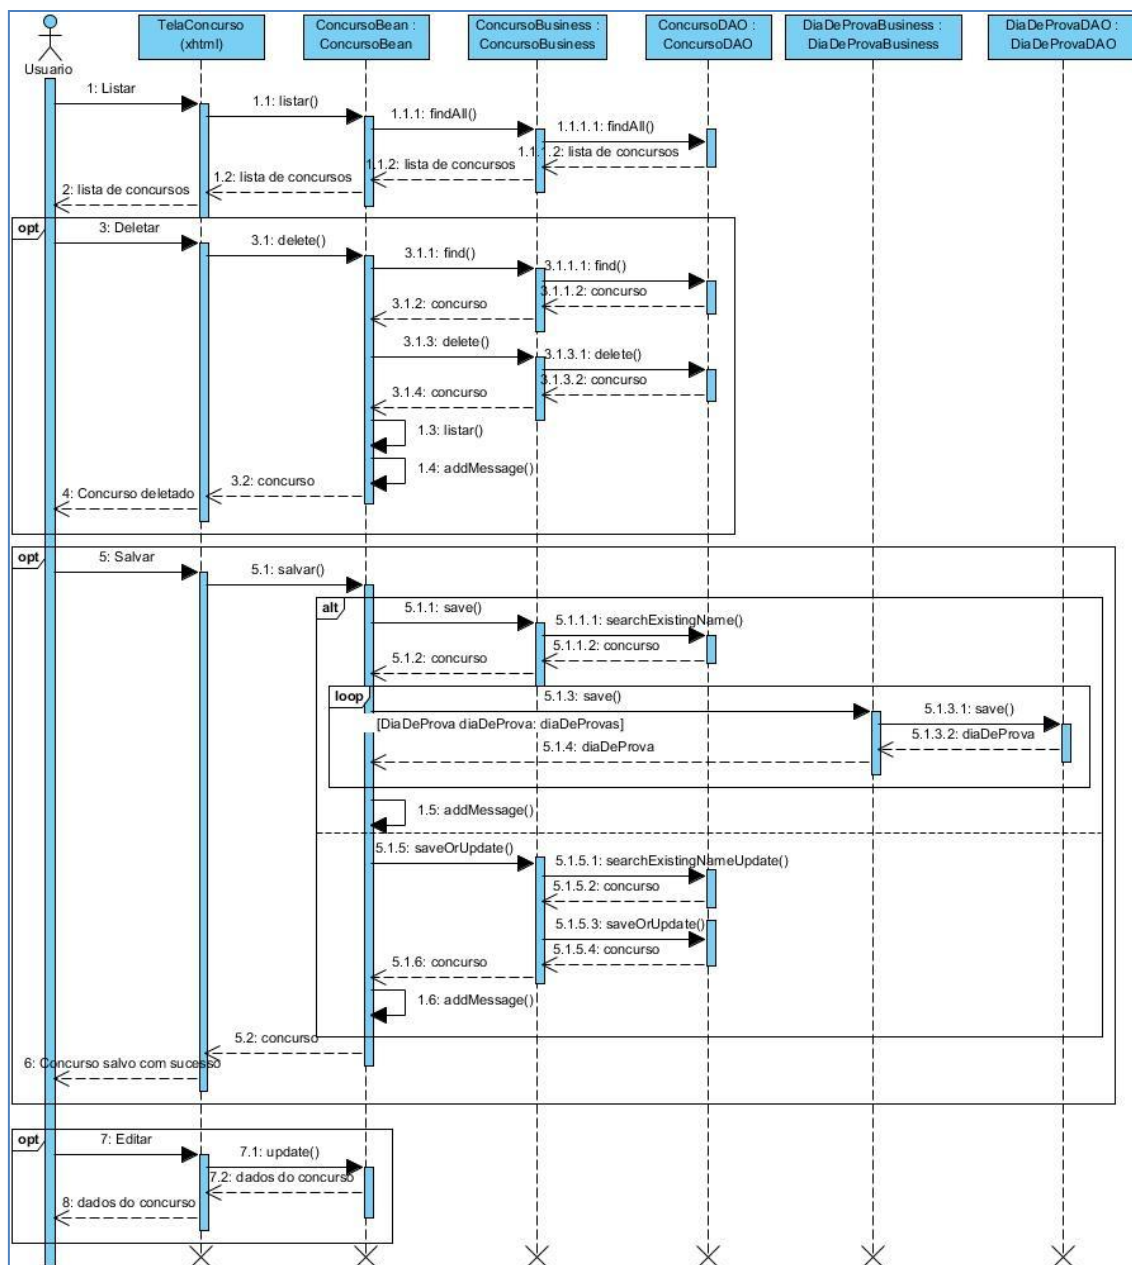 TelaConcurso
(xhtml)
ConcursoBean :
ConcursoBean
ConcursoBusiness :
ConcursoBusiness
ConcursoDAO :
ConcursoDAO
DiaDeProvaBusiness :
DiaDeProvaBusiness
DiaDeProvaDAO :
DiaDeProvaDAO
Usuario
1: Listar
1.1: listar()
1.1.1: findAll()
1.1.1.1: findAll()
1.1.1.2: lista de concursos
1.1.2: lista de concursos
1.2: lista de concursos
2: lista de concursos
opt
3: Deletar
3.1: delete()
3.1.1: find()
3.1.1.1: find()
3.1.1.2: concurso
3.1.2: concurso
3.1.3: delete()
3.1.3.1: delete()
3.1.3.2: concurso
3.1.4: concurso
1.3: listar()
1.4: addMessage()
3.2: concurso
4: Concurso deletado
opt
5: Salvar
5.1: salvar()
alt
5.1.1: save()
5.1.1.1: searchExistingName()
5.1.1.2: concurso
5.1.2: concurso
loop
5.1.3: save()
[DiaDeProva diaDeProva: diaDeProvas]
5.1.3.1: save()
5.1.3.2: diaDeProva
5.1.4: diaDeProva
1.5: addMessage()
5.1.5: saveOrUpdate()
5.1.5.1: searchExistingNameUpdate()
5.1.5.2: concurso
5.1.5.3: saveOrUpdate()
5.1.5.4: concurso
5.1.6: concurso
1.6: addMessage()
5.2: concurso
6: Concurso salvo com sucesso
opt
7: Editar
7.1: update()
7.2: dados do concurso
8: dados do concurso